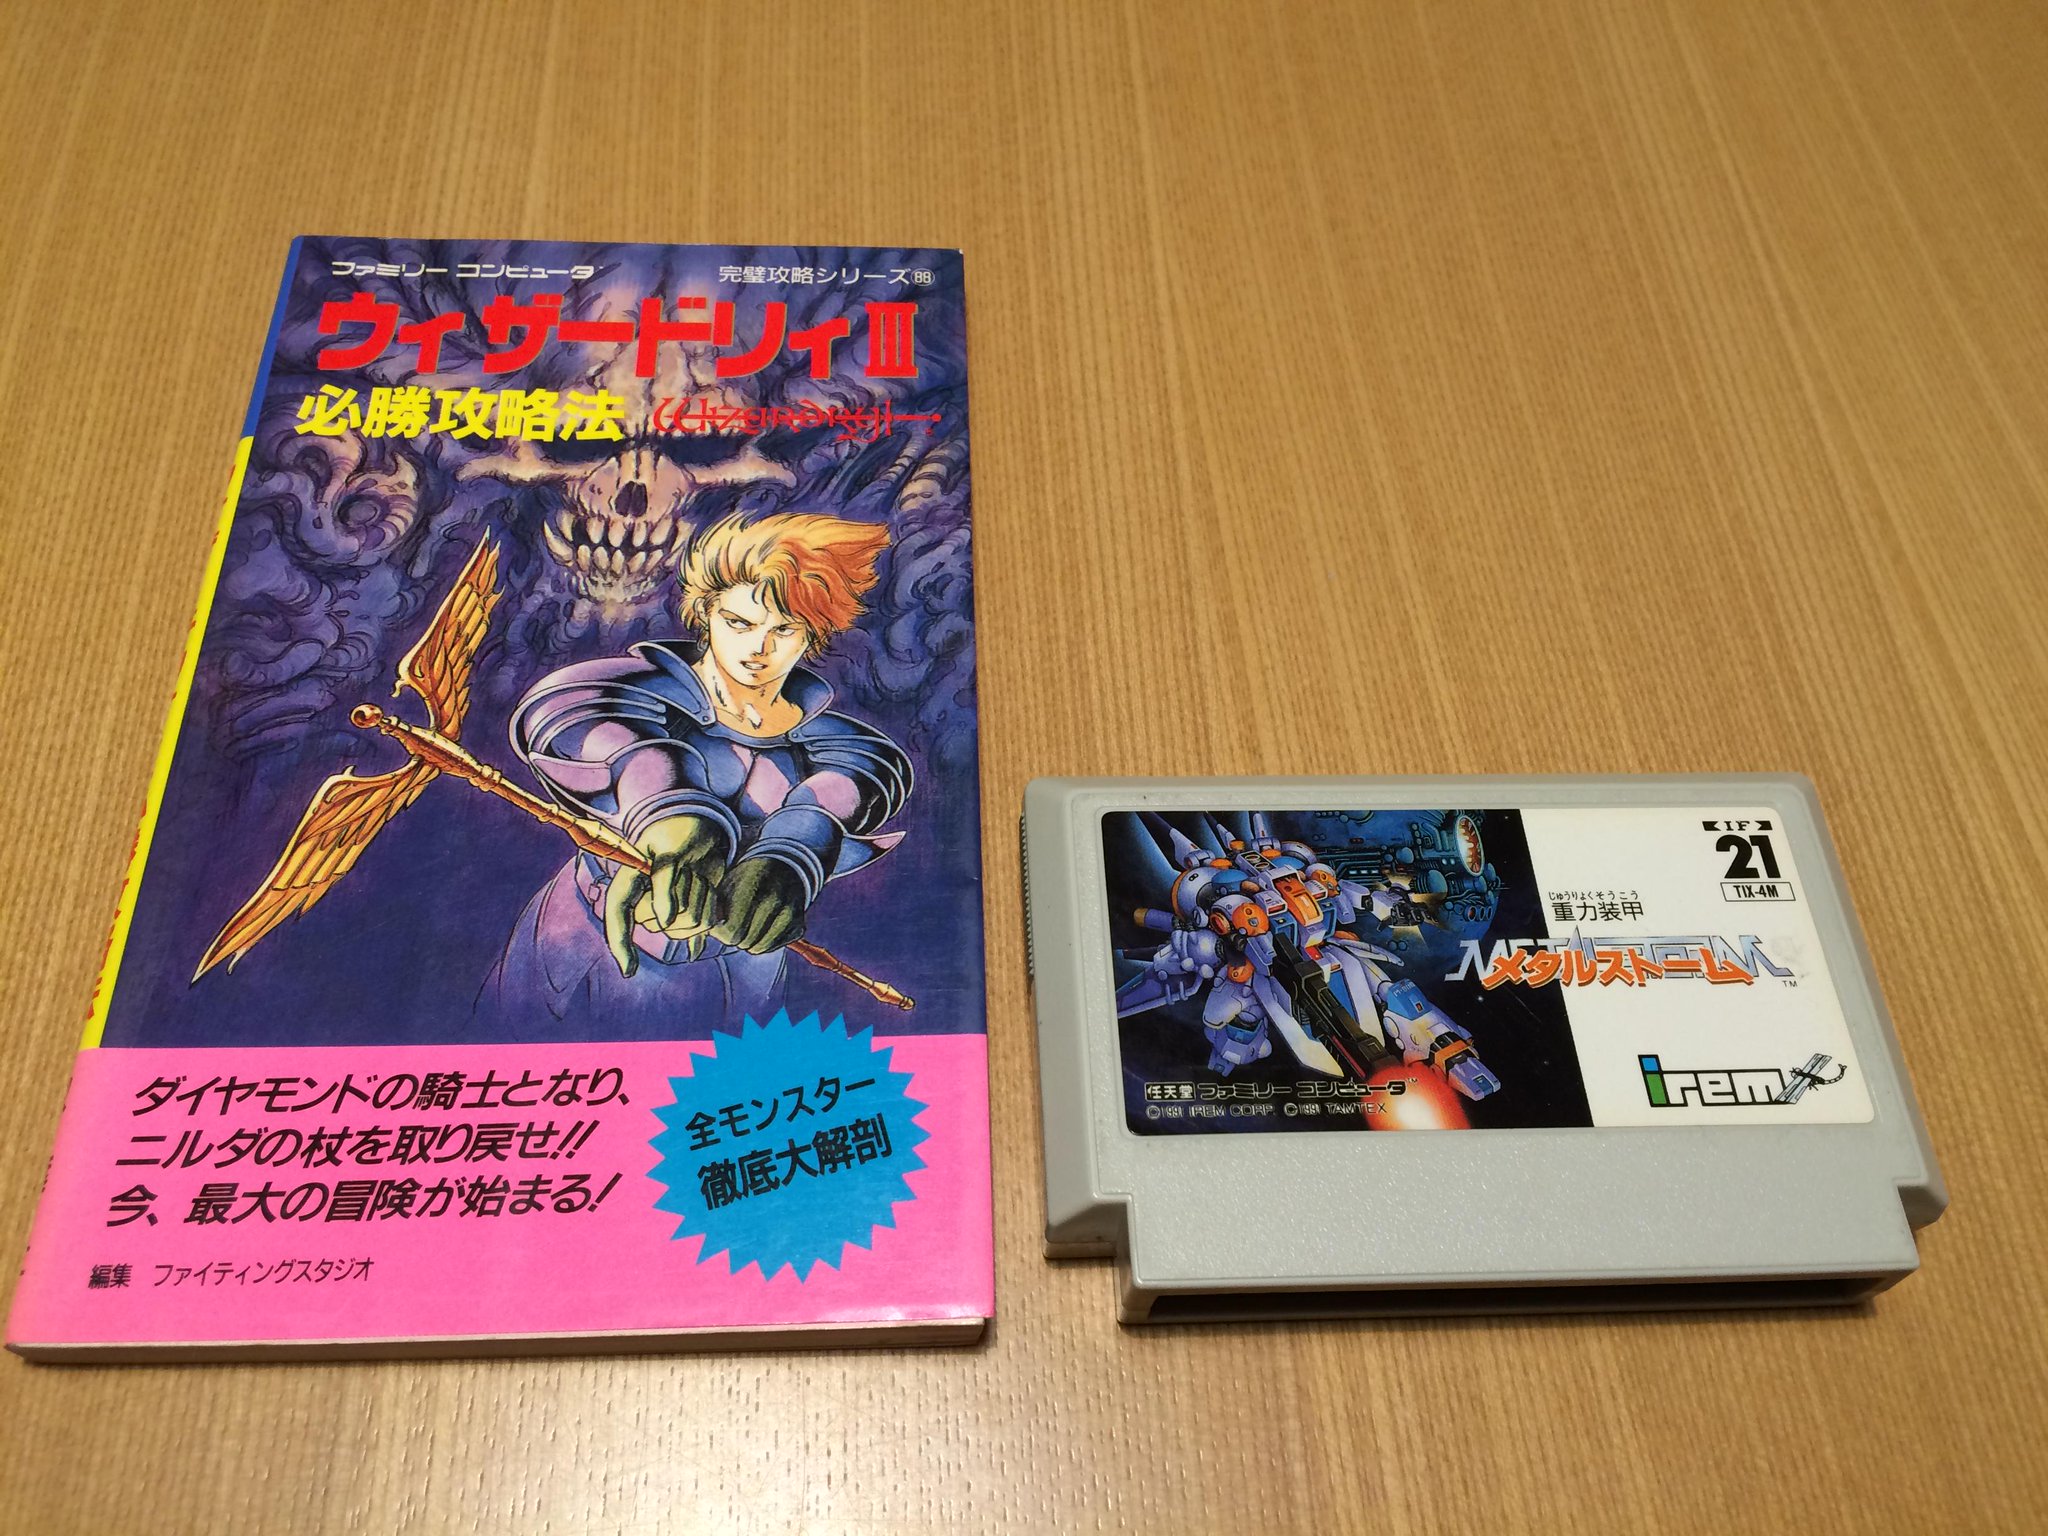 ファミリー コンピュータ
完璧攻略シリーズ88
ウィザードリィIII
必勝攻略法
ダイヤモンドの騎士となり、
ニルダの杖を取り戻せ!!
今、最大の冒険が始まる!
全モンスター
徹底大解剖
編集 ファイティングスタジオ
IF
21
TIX-4M
じゅうりょくそうこう
重力装甲
METAL STORM
メタルストーム
TM
irem
任天堂 ファミリー コンピュータ TM
©1991 IREM CORP. ©1991 TAMTEX